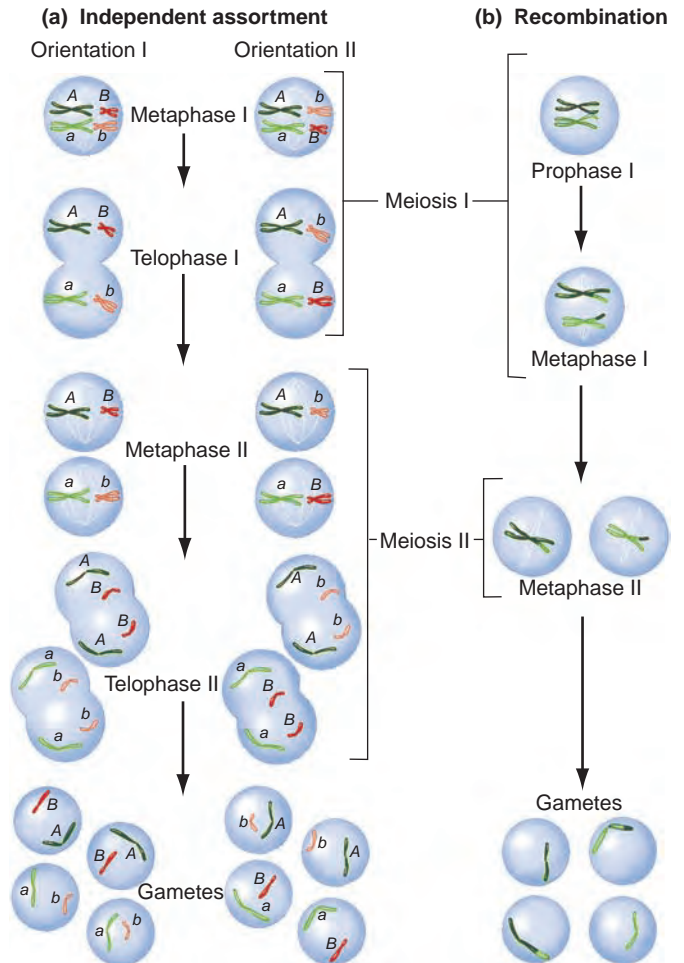 (a) Independent assortment
Orientation I
Orientation II
(b) Recombination
A B
a b
Metaphase I
A b
a B
A B
a b
Telophase I
A b
a B
Meiosis I
Prophase I
Metaphase I
A B
a b
Metaphase II
A b
a B
Meiosis II
Metaphase II
A
B
B
A
a
b
b
a
Telophase II
A
b
b
A
a
B
B
a
B
A
B
A
a
b
a
b
Gametes
b
A
b
A
B
a
a
B
Gametes